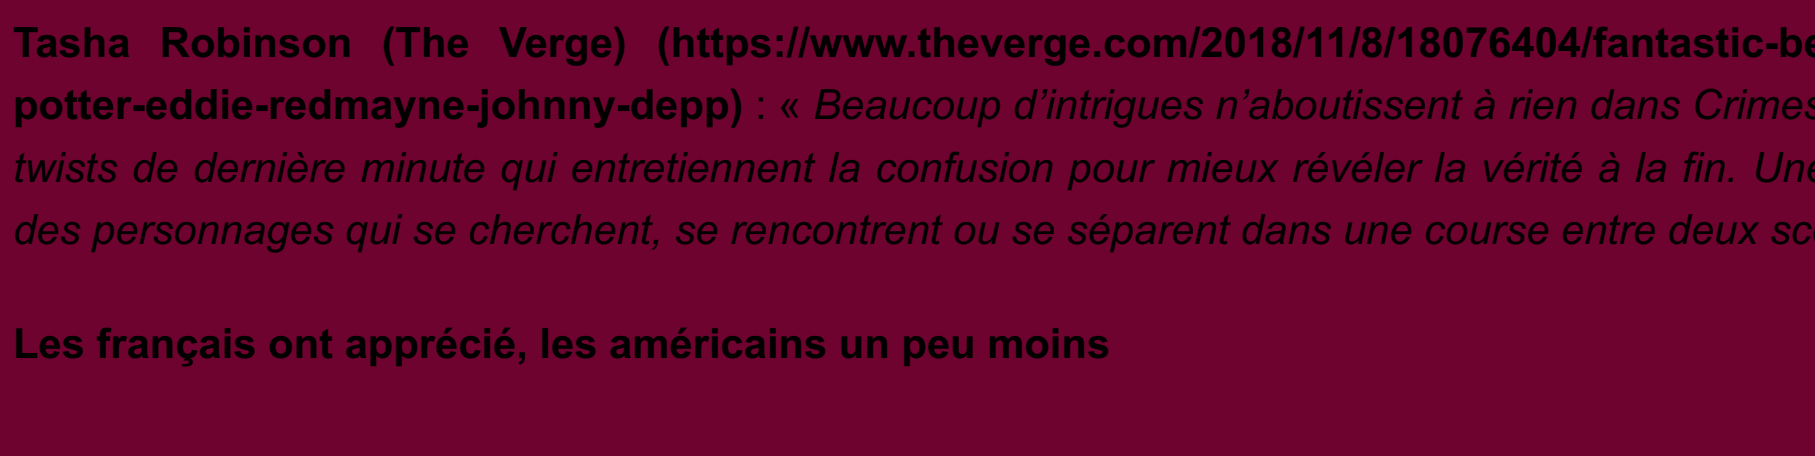 Tasha Robinson (The Verge) (https://www.theverge.com/2018/11/8/18076404/fantastic-be
potter-eddie-redmayne-johnny-depp) : « Beaucoup d’intrigues n’aboutissent à rien dans Crimes
twists de dernière minute qui entretiennent la confusion pour mieux révéler la vérité à la fin. Une
des personnages qui se cherchent, se rencontrent ou se séparent dans une course entre deux
Les français ont apprécié, les américains un peu moins